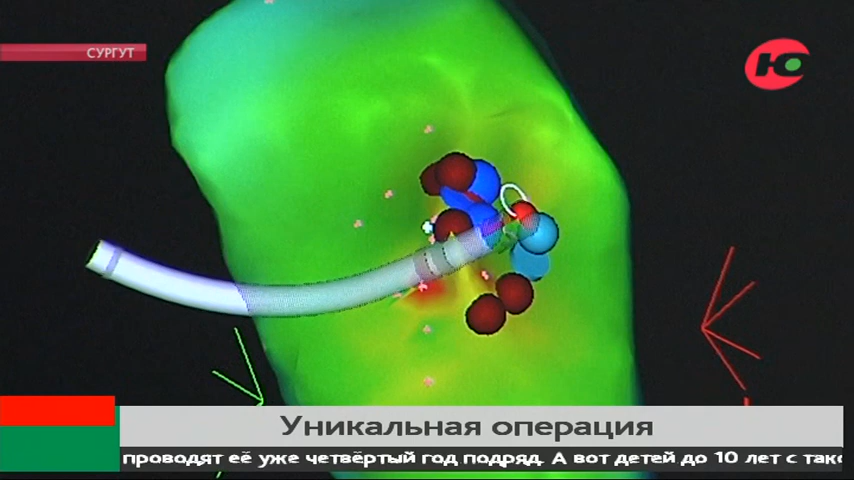 СУРГУТ
Ю
Уникальная операция
проводят её уже четвёртый год подряд. А вот детей до 10 лет с так